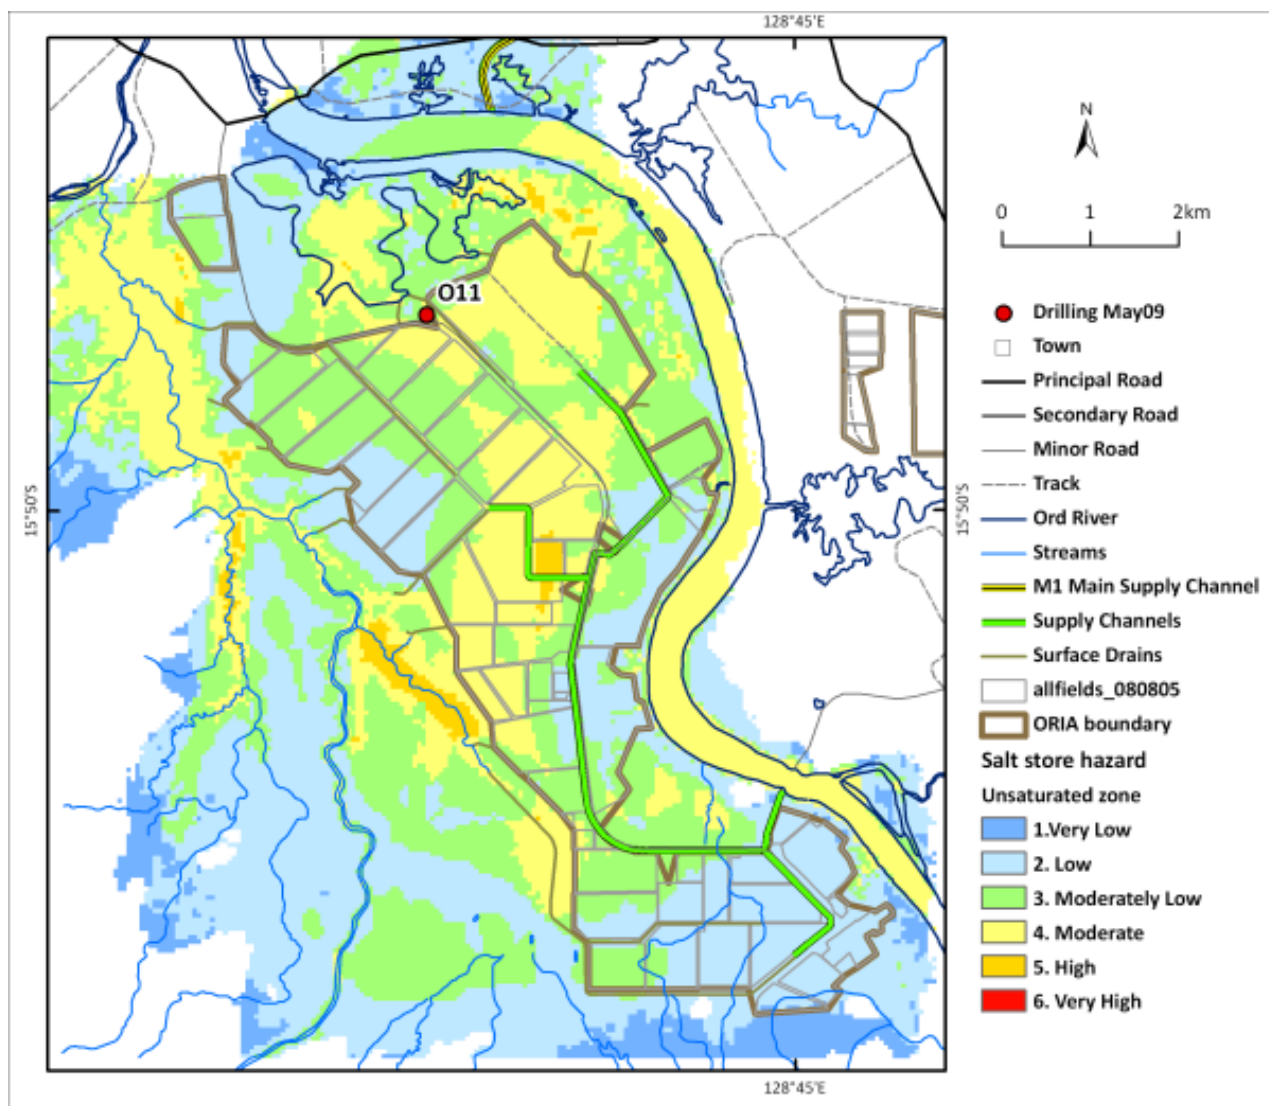 128°45'E
N
0 1 2km
O11
15°50'S
15°50'S
Drilling May09
Town
Principal Road
Secondary Road
Minor Road
Track
Ord River
Streams
M1 Main Supply Channel
Supply Channels
Surface Drains
allfields_080805
ORIA boundary
Salt store hazard
Unsaturated zone
1.Very Low
2. Low
3. Moderately Low
4. Moderate
5. High
6. Very High
128°45'E